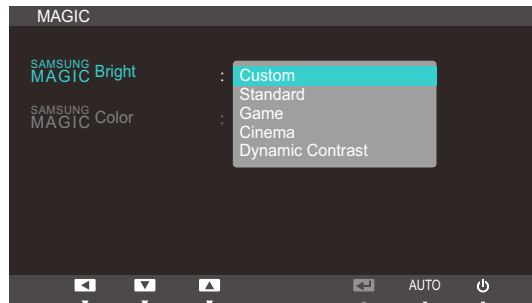 MAGIC
SAMSUNG
MAGIC Bright :
Custom
Standard
Game
Cinema
Dynamic Contrast
SAMSUNG
MAGIC Color :
AUTO